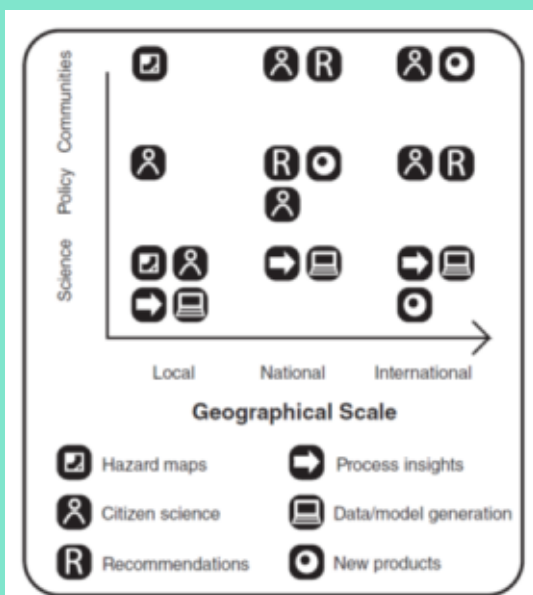 Communities
Policy
Science
R
R
R
Local National International
Geographical Scale
Hazard maps Process insights
Citizen science Data/model generation
R Recommendations New products